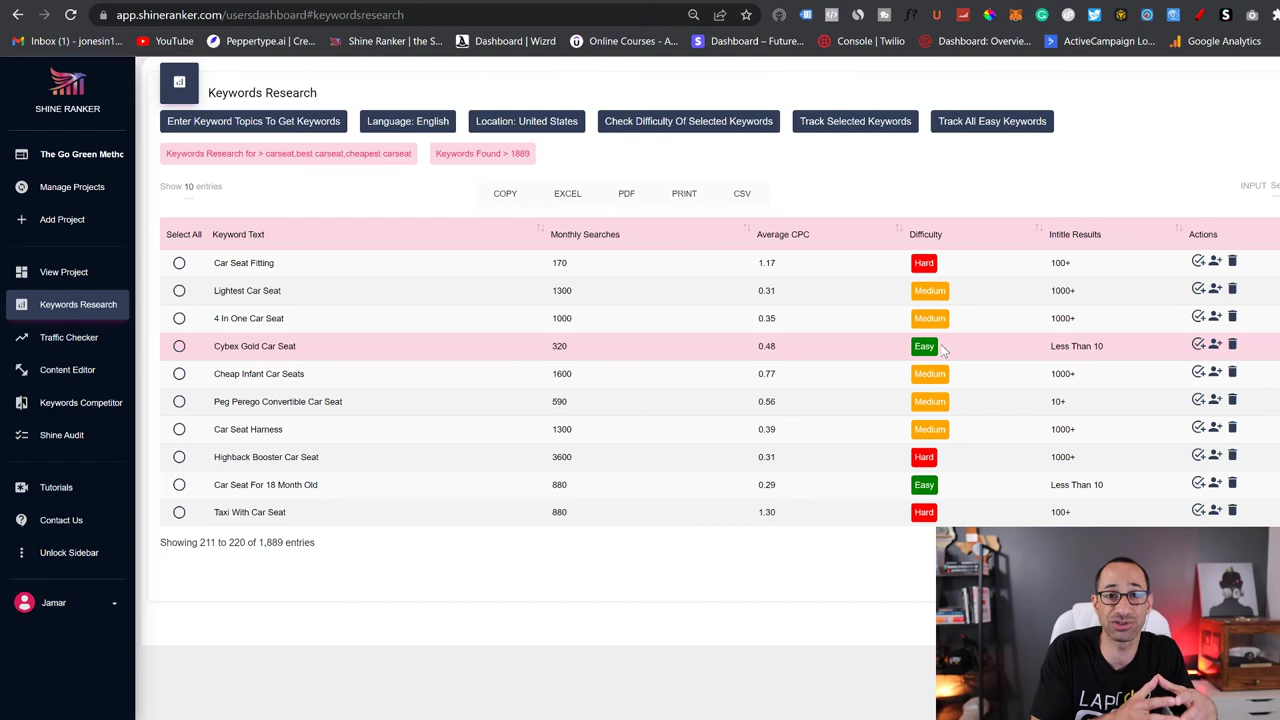 app.shineranker.com/dashboard#keywords
Inbox (1) - jonesin1...
YouTube
Peppertype.ai | Cre...
Shine Ranker | the S...
Dashboard | Wizrd
Online Courses - A...
Dashboard – Future...
Console | Twilio
Dashboard: Overvie...
ActiveCampaign Lo...
Google Analytics
SHINE RANKER
The Go Green Metho
Manage Projects
Add Project
View Project
Keywords Research
Traffic Checker
Content Editor
Keywords Competitor
Shine Audit
Tutorials
Contact Us
Unlock Sidebar
Jamar
Keywords Research
Enter Keyword Topics To Get Keywords
Language: English
Location: United States
Check Difficulty Of Selected Keywords
Track Selected Keywords
Track All Easy Keywords
Keywords Research for > carseat,best carseat,cheapest carseat
Keywords Found > 1889
Show 10 entries
COPY EXCEL PDF PRINT CSV
INPUT Se
Select All Keyword Text Monthly Searches Average CPC Difficulty Intitle Results Actions
Car Seat Fitting 170 1.17 Hard 100+
Lightest Car Seat 1300 0.31 Medium 1000+
4 In One Car Seat 1000 0.35 Medium 1000+
Cybex Gold Car Seat 320 0.48 Easy Less Than 10
Cheap Infant Car Seats 1600 0.77 Medium 1000+
Peg Perego Convertible Car Seat 590 0.56 Medium 10+
Car Seat Harness 1300 0.39 Medium 1000+
Highback Booster Car Seat 3600 0.31 Hard 1000+
Car Seat For 18 Month Old 880 0.29 Easy Less Than 10
Taxi With Car Seat 880 1.30 Hard 100+
Showing 211 to 220 of 1,889 entries